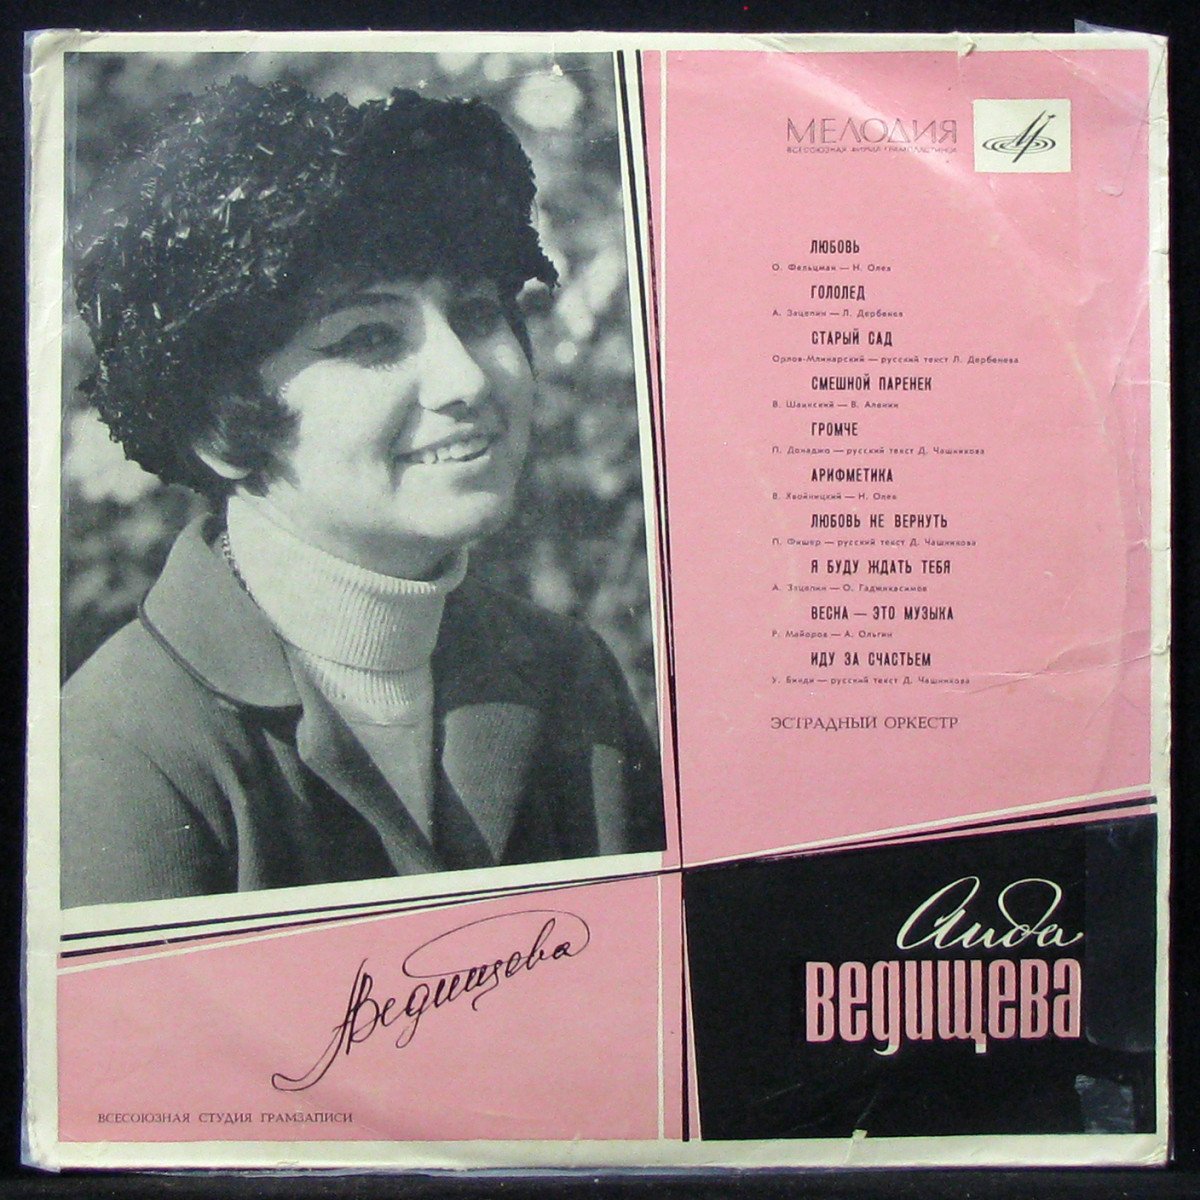 МЕЛОДИЯ
ВСЕСОЮЗНАЯ ФИРМА ГРАМПЛАСТИНОК
ЛЮБОВЬ
О. Фельцман — Н. Олев
ГОЛОЛЕД
А. Зацепин — Л. Дербенев
СТАРЫЙ САД
Орлов-Млинарский — русский текст Л. Дербенева
СМЕШНОЙ ПАРЕНЕК
В. Шаинский — В. Аленин
ГРОМЧЕ
П. Донаджо — русский текст Д. Чашникова
АРИФМЕТИКА
В. Хвойницкий — Н. Олев
ЛЮБОВЬ НЕ ВЕРНУТЬ
П. Фишер — русский текст Д. Чашникова
Я БУДУ ЖДАТЬ ТЕБЯ
А. Зацепин — О. Гаджикасимов
ВЕСНА — ЭТО МУЗЫКА
Р. Майоров — А. Ольгин
ИДУ ЗА СЧАСТЬЕМ
У. Бинди — русский текст Д. Чашникова
ЭСТРАДНЫЙ ОРКЕСТР
Аида
ВЕДИЩЕВА
АВедищева
ВСЕСОЮЗНАЯ СТУДИЯ ГРАМЗАПИСИ